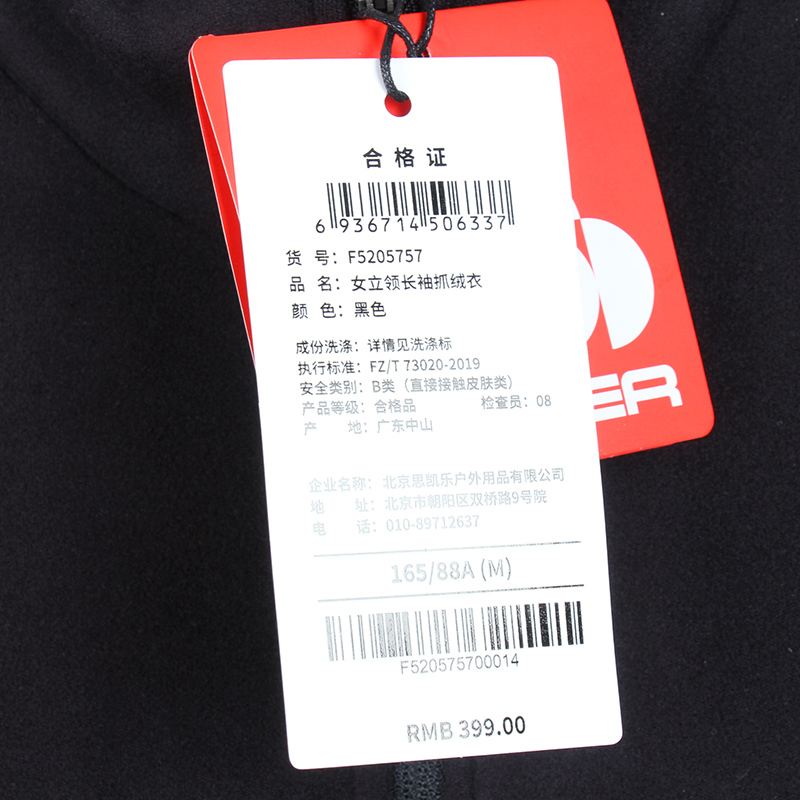 合格证
6 936714 506337
货 号：F5205757
品 名：女立领长袖抓绒衣
颜 色：黑色
成份洗涤：详情见洗涤标
执行标准：FZ/T 73020-2019
安全类别：B类（直接接触皮肤类）
产品等级：合格品 检查员：08
产 地：广东中山
企业名称：北京思凯乐户外用品有限公司
地 址：北京市朝阳区双桥路9号院
电 话：010-89712637
165/88A (M)
F520575700014
RMB 399.00